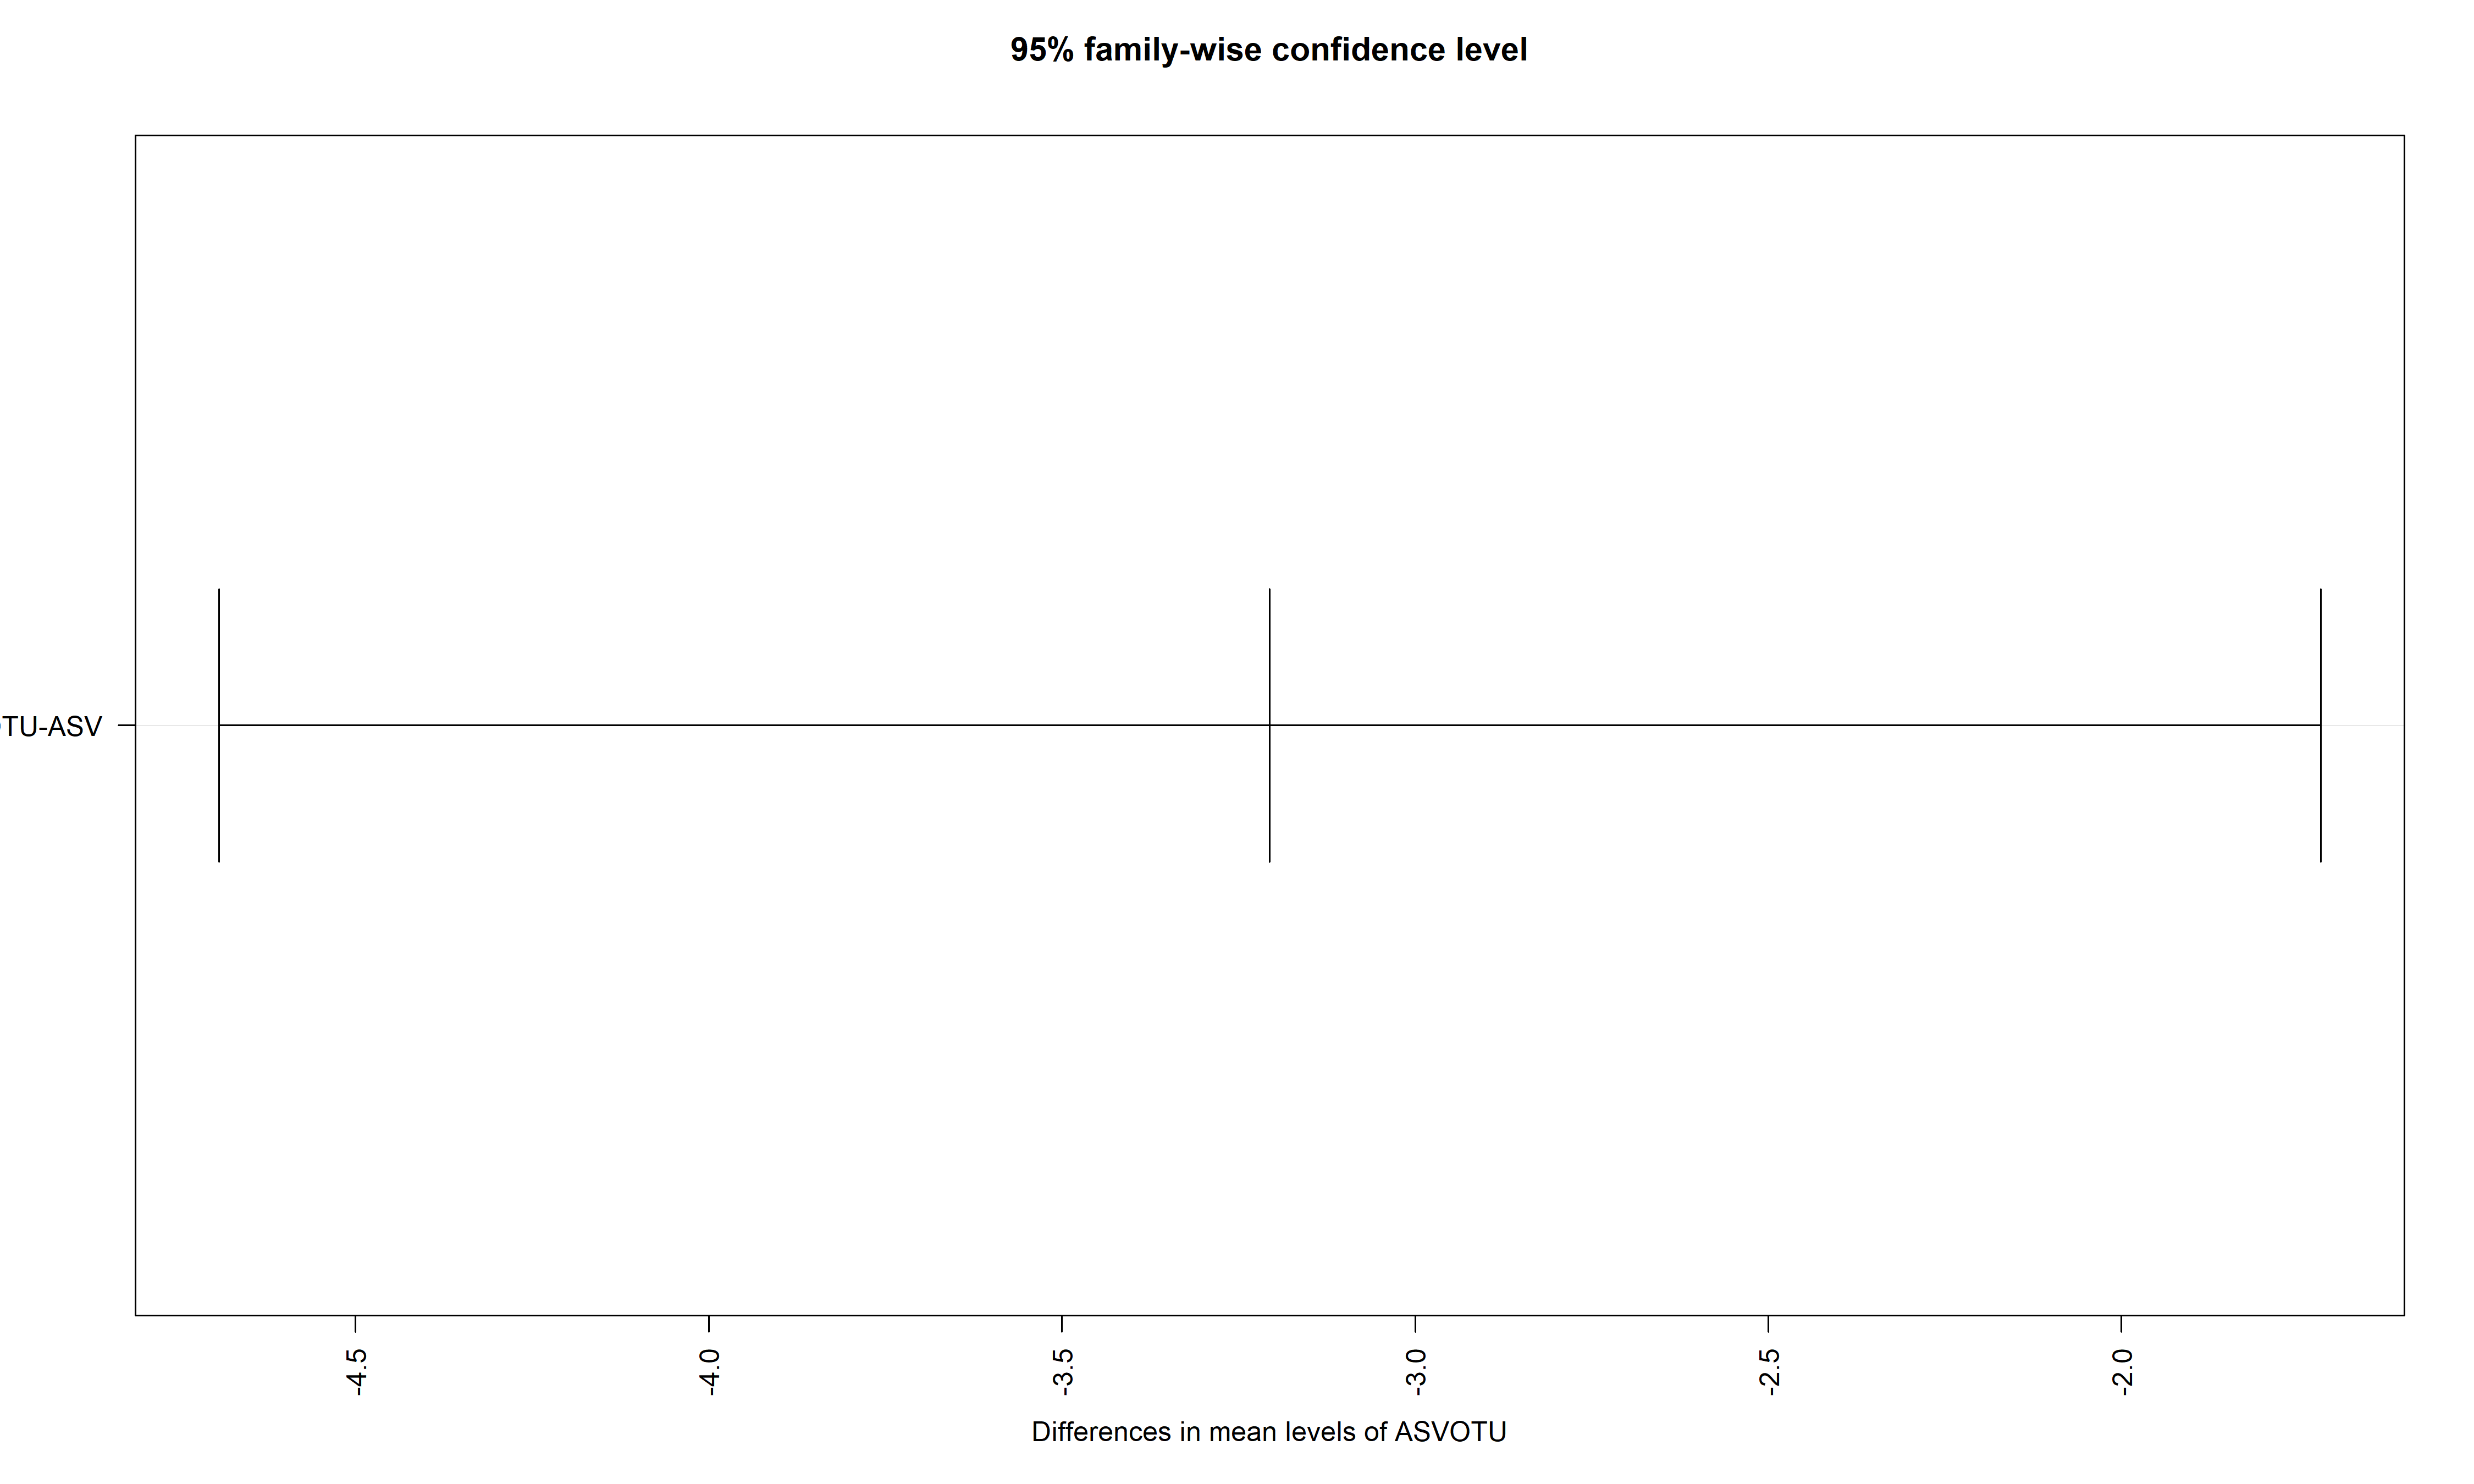 95% family-wise confidence level
TU-ASV
-4.5
-4.0
-3.5
-3.0
-2.5
-2.0
Differences in mean levels of ASVOTU